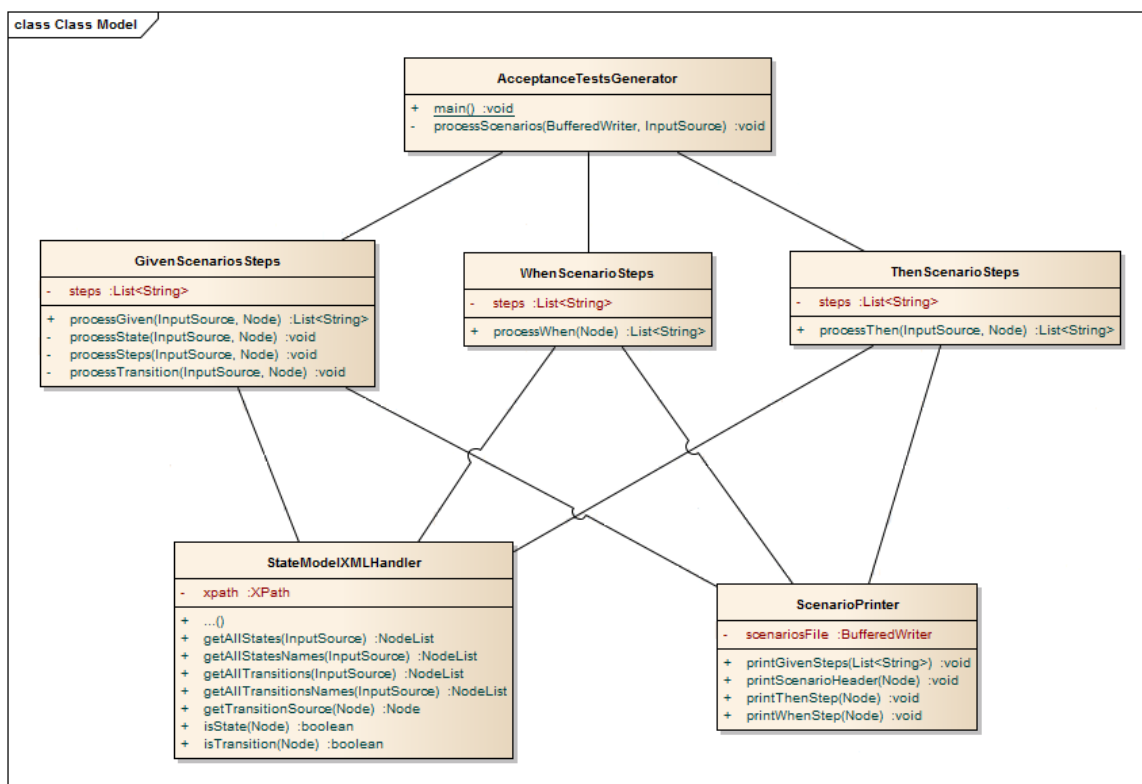 class Class Model
AcceptanceTestsGenerator
+ main() :void
- processScenarios(BufferedWriter, InputSource) :void
GivenScenariosSteps
- steps :List<String>
+ processGiven(InputSource, Node) :List<String>
- processState(InputSource, Node) :void
- processSteps(InputSource, Node) :void
- processTransition(InputSource, Node) :void
WhenScenarioSteps
- steps :List<String>
+ processWhen(Node) :List<String>
ThenScenarioSteps
- steps :List<String>
+ processThen(InputSource, Node) :List<String>
StateModelXMLHandler
- xpath :XPath
+ ...()
+ getAllStates(InputSource) :NodeList
+ getAllStatesNames(InputSource) :NodeList
+ getAllTransitions(InputSource) :NodeList
+ getAllTransitionsNames(InputSource) :NodeList
+ getTransitionSource(Node) :Node
+ isState(Node) :boolean
+ isTransition(Node) :boolean
ScenarioPrinter
- scenariosFile :BufferedWriter
+ printGivenSteps(List<String>) :void
+ printScenarioHeader(Node) :void
+ printThenStep(Node) :void
+ printWhenStep(Node) :void